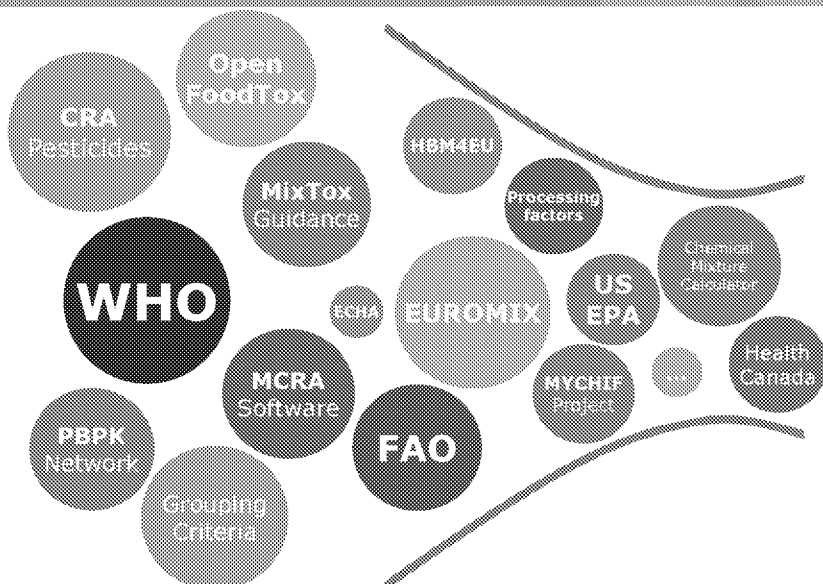 Open
FoodTox
CRA
Pesticides
HBM4EU
MixTox
Guidance
Processing
factors
Chemical
Mixture
Calculator
WHO
ECHA
EUROMIX
US
EPA
Health
Canada
MCRA
Software
MYCHIF
Project
...
PBPK
Network
FAO
Grouping
Criteria